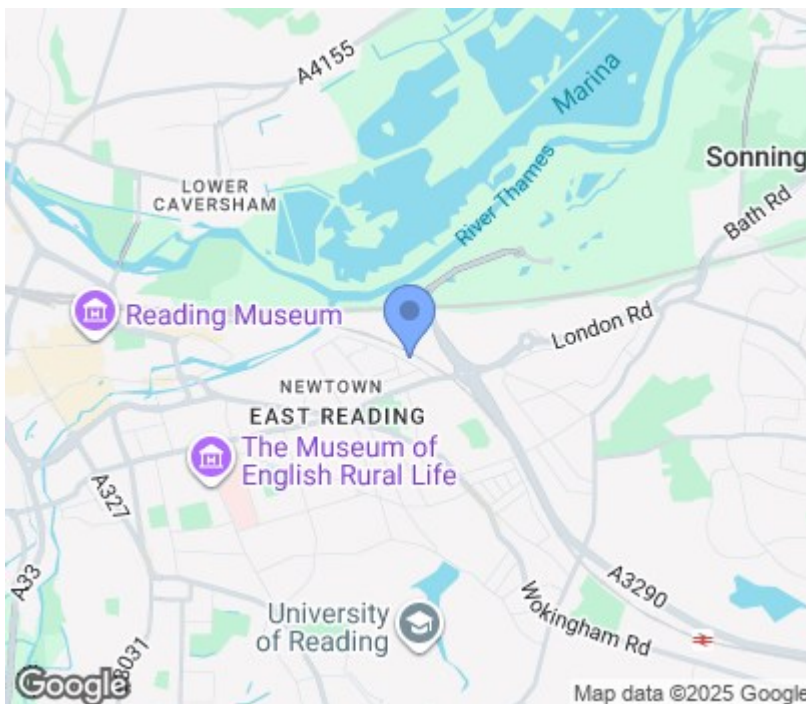 A4155
Marina
Sonning
LOWER
CAVERSHAM
River Thames
Bath Rd
Reading Museum
London Rd
NEWTOWN
EAST READING
The Museum of
English Rural Life
A327
A33
A3290
University
of Reading
Wokingham Rd
Google
Map data ©2025 Google